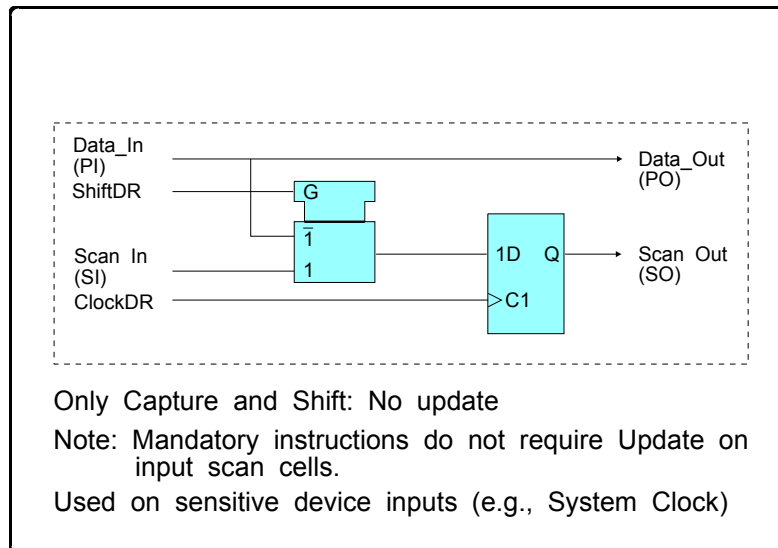 Data_In
(PI)
Data_Out
(PO)
ShiftDR
G
1
1
Scan In
(SI)
1D Q
Scan Out
(SO)
ClockDR
C1
Only Capture and Shift: No update
Note: Mandatory instructions do not require Update on
input scan cells.
Used on sensitive device inputs (e.g., System Clock)